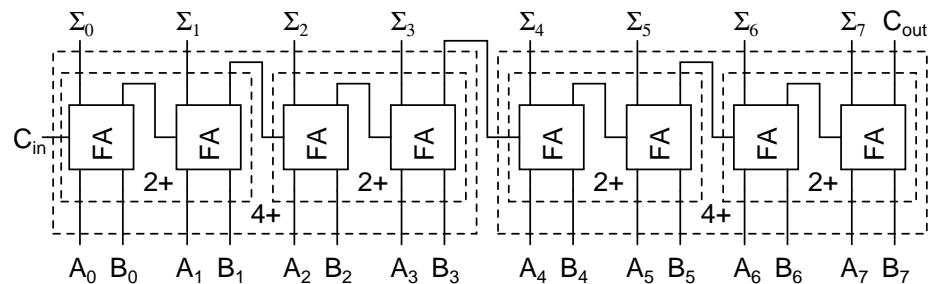 Σ0 Σ1 Σ2 Σ3 Σ4 Σ5 Σ6 Σ7 Cout
Cin FA FA FA FA FA FA FA FA
2+ 2+ 2+ 2+
4+ 4+
A0 B0 A1 B1 A2 B2 A3 B3 A4 B4 A5 B5 A6 B6 A7 B7